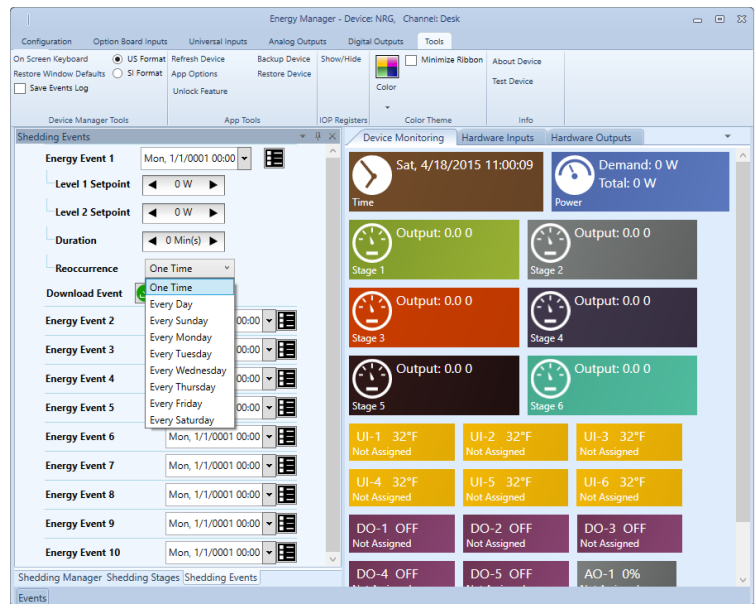 Energy Manager - Device: NRG, Channel: Desk
Configuration Option Board Inputs Universal Inputs Analog Outputs Digital Outputs Tools
On Screen Keyboard US Format Refresh Device Backup Device Show/Hide Minimize Ribbon About Device
Restore Window Defaults SI Format App Options Restore Device Test Device
Save Events Log Unlock Feature Color
Device Manager Tools App Tools IOP Registers Color Theme Info
Shedding Events
Energy Event 1 Mon, 1/1/0001 00:00
Level 1 Setpoint 0 W
Level 2 Setpoint 0 W
Duration 0 Min(s)
Reoccurrence One Time
Download Event
One Time
Every Day
Every Sunday
Every Monday
Every Tuesday
Every Wednesday
Every Thursday
Every Friday
Every Saturday
Energy Event 2 00:00
Energy Event 3 00:00
Energy Event 4 00:00
Energy Event 5 00:00
Energy Event 6 Mon, 1/1/0001 00:00
Energy Event 7 Mon, 1/1/0001 00:00
Energy Event 8 Mon, 1/1/0001 00:00
Energy Event 9 Mon, 1/1/0001 00:00
Energy Event 10 Mon, 1/1/0001 00:00
Shedding Manager Shedding Stages Shedding Events
Events
Device Monitoring Hardware Inputs Hardware Outputs
Sat, 4/18/2015 11:00:09
Time
Demand: 0 W
Total: 0 W
Power
Output: 0.0 0
Stage 1
Output: 0.0 0
Stage 2
Output: 0.0 0
Stage 3
Output: 0.0 0
Stage 4
Output: 0.0 0
Stage 5
Output: 0.0 0
Stage 6
UI-1 32°F
Not Assigned
UI-2 32°F
Not Assigned
UI-3 32°F
Not Assigned
UI-4 32°F
Not Assigned
UI-5 32°F
Not Assigned
UI-6 32°F
Not Assigned
DO-1 OFF
Not Assigned
DO-2 OFF
Not Assigned
DO-3 OFF
Not Assigned
DO-4 OFF
DO-5 OFF
AO-1 0%